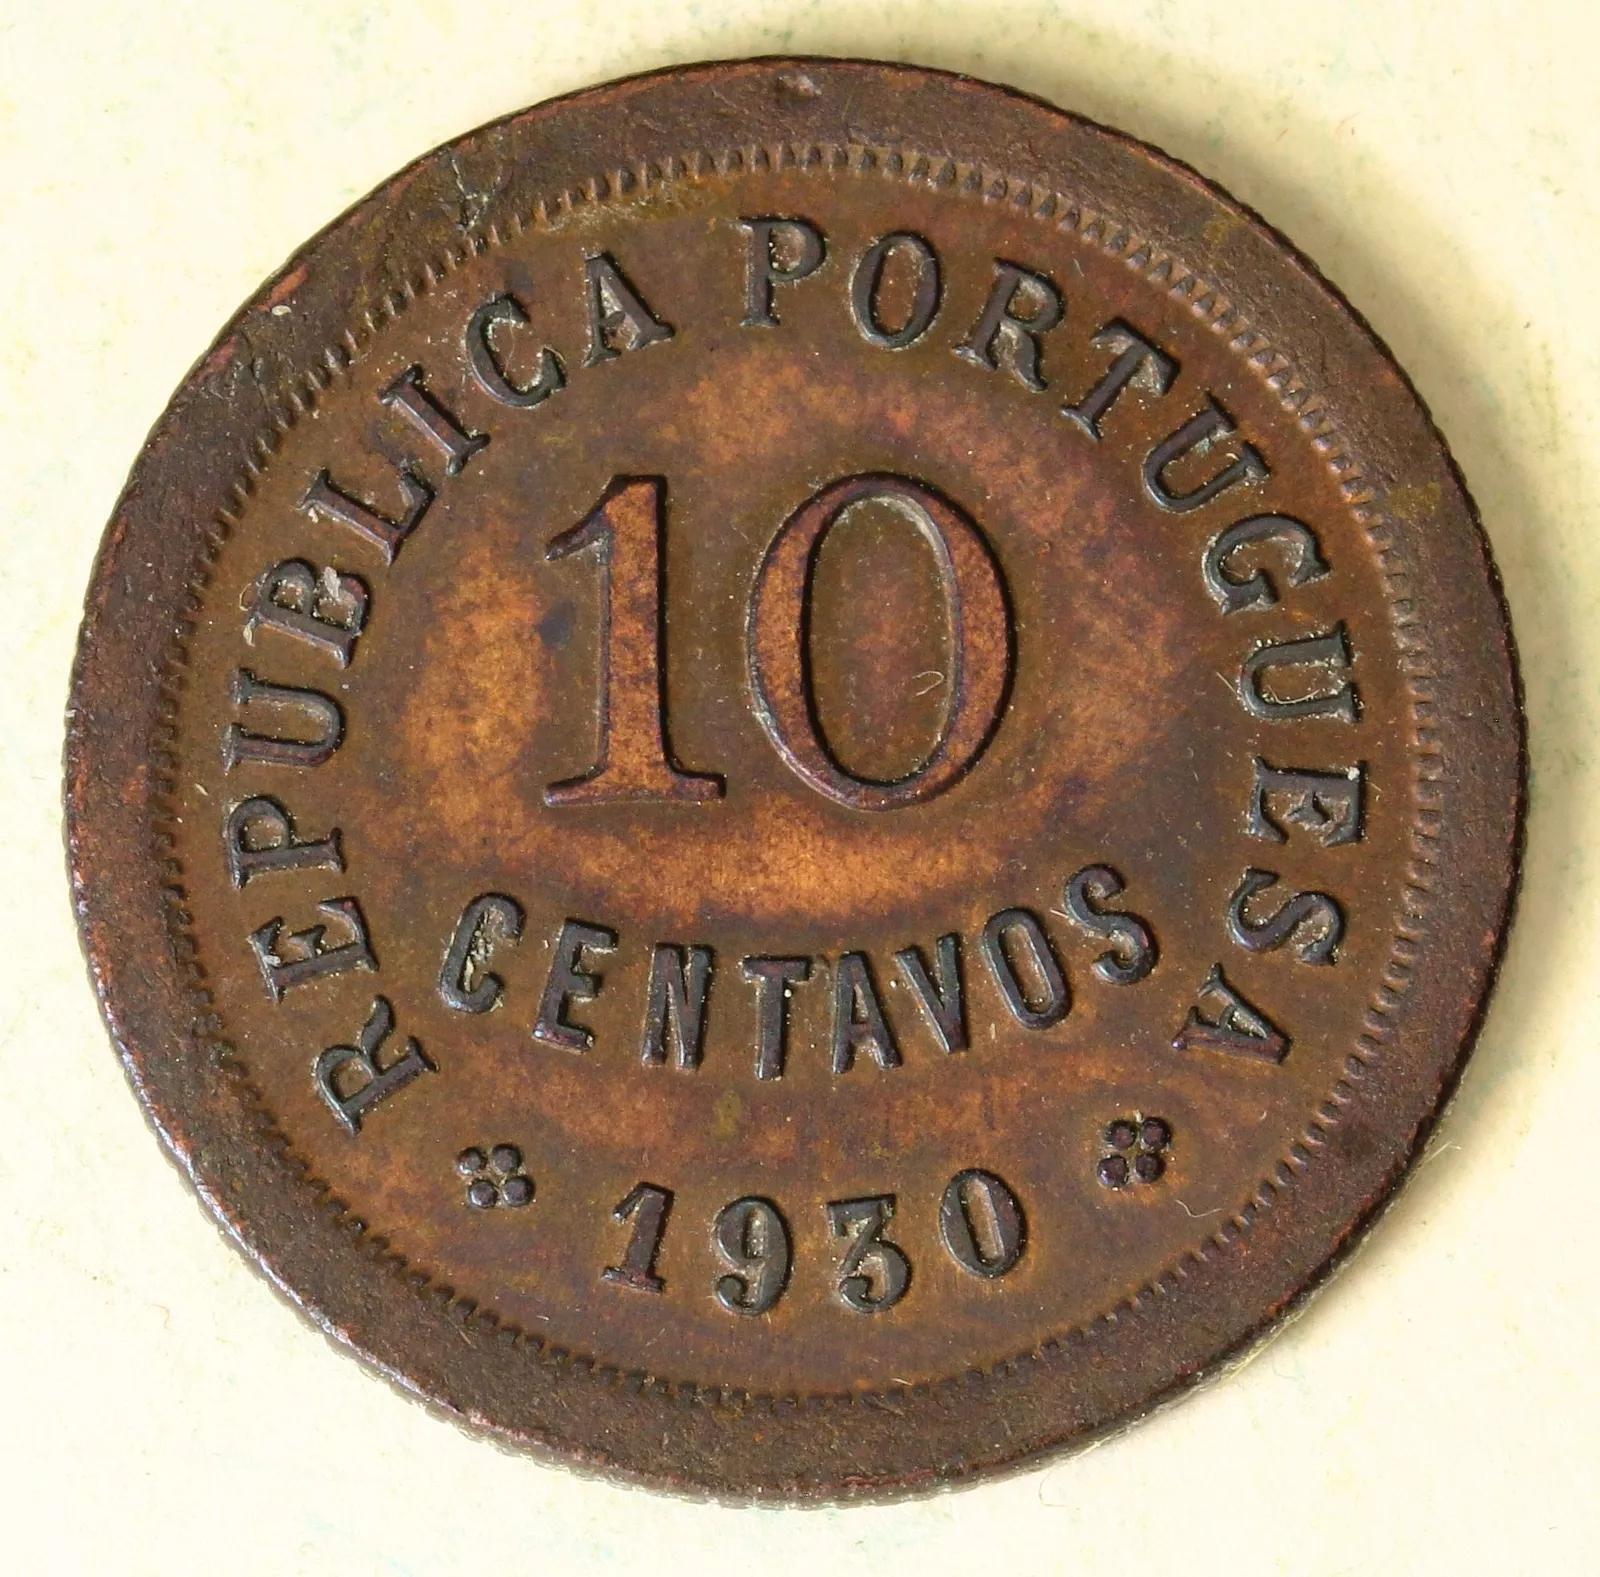 REPUBLICA PORTUGUESA
10
CENTAVOS
1930